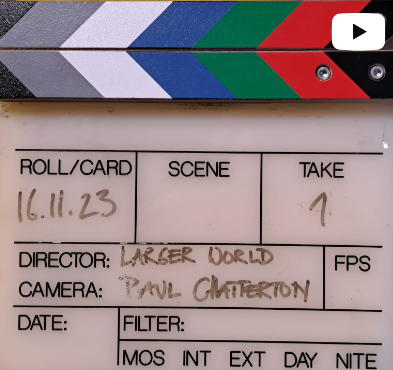 ROLL/CARD SCENE TAKE
16.11.23 1
DIRECTOR: LARGER WORLD FPS
CAMERA: PAUL CHATTERTON
DATE: FILTER:
MOS INT EXT DAY NITE